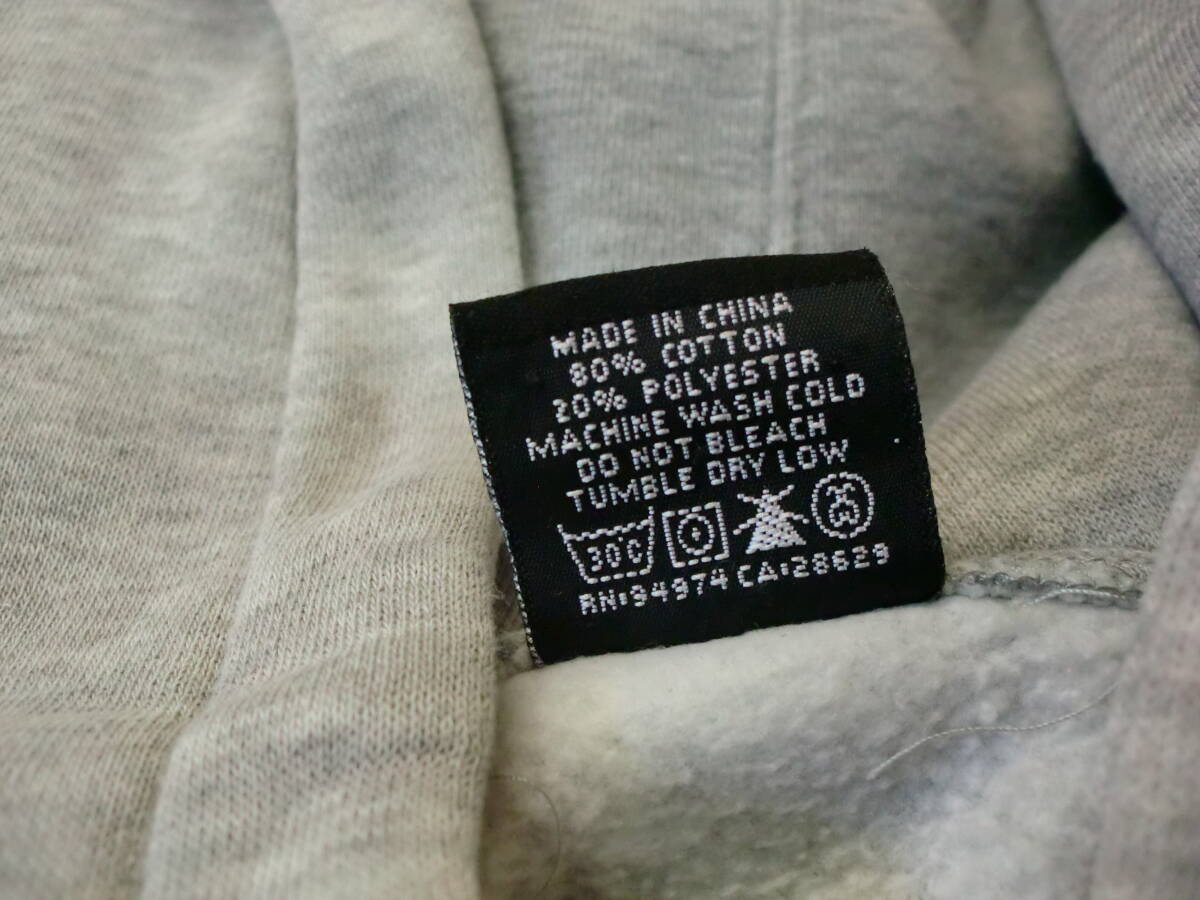 MADE IN CHINA
80% COTTON
20% POLYESTER
MACHINE WASH COLD
DO NOT BLEACH
TUMBLE DRY LOW
30°C
RN:94974 CA:28629